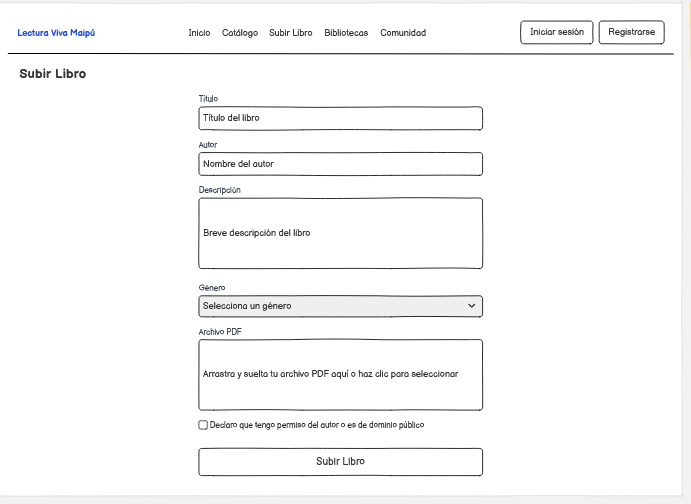 Lectura Viva Maipú
Inicio Catálogo Subir Libro Bibliotecas Comunidad
Iniciar sesión Registrarse
Subir Libro
Título
Título del libro
Autor
Nombre del autor
Descripción
Breve descripción del libro
Género
Selecciona un género
Archivo PDF
Arrastra y suelta tu archivo PDF aquí o haz clic para seleccionar
Declaro que tengo permiso del autor o es de dominio público
Subir Libro